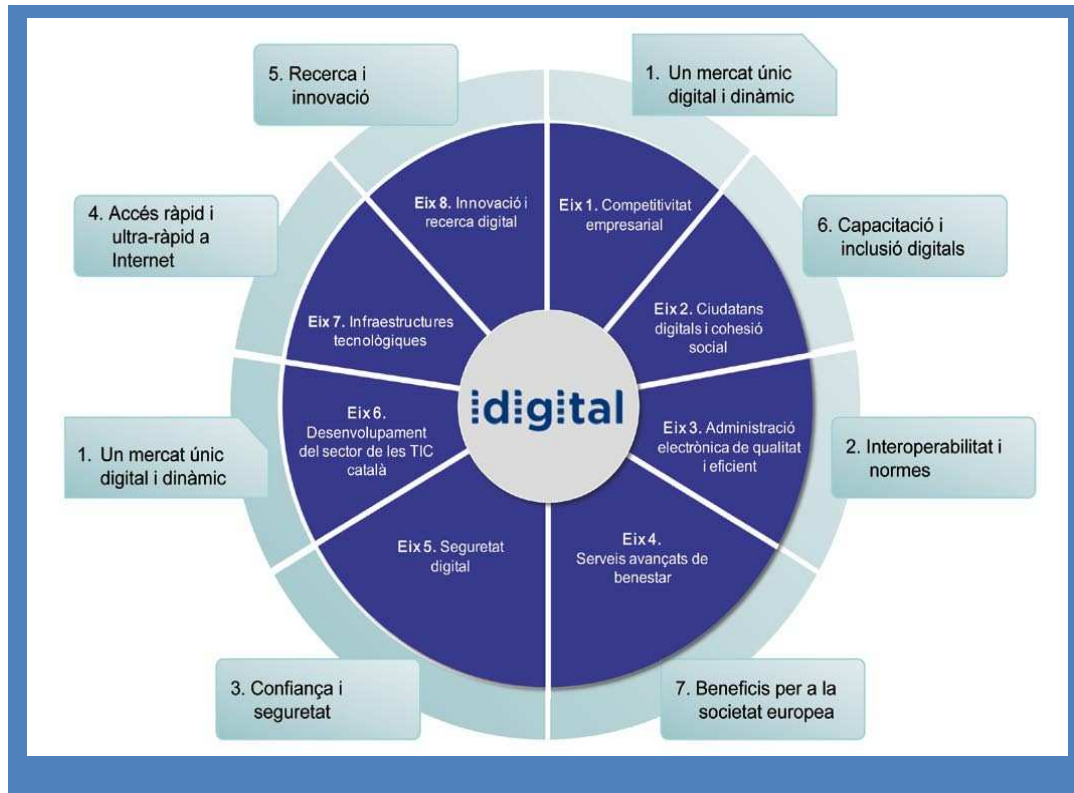 5. Recerca i
innovació
1. Un mercat únic
digital i dinàmic
4. Accés ràpid i
ultra-ràpid a
Internet
6. Capacitació i
inclusió digitals
Eix 8. Innovació i
recerca digital
Eix 1. Competitivitat
empresarial
Eix 7. Infraestructures
tecnològiques
Eix 2. Ciudatans
digitals i cohesió
social
idigital
Eix 6.
Desenvolupament
del sector de les TIC
català
Eix 3. Administració
electrònica de qualitat
i eficient
1. Un mercat únic
digital i dinàmic
2. Interoperabilitat i
normes
Eix 5. Seguretat
digital
Eix 4.
Serveis avançats de
benestar
3. Confiança i
seguretat
7. Beneficis per a la
societat europea